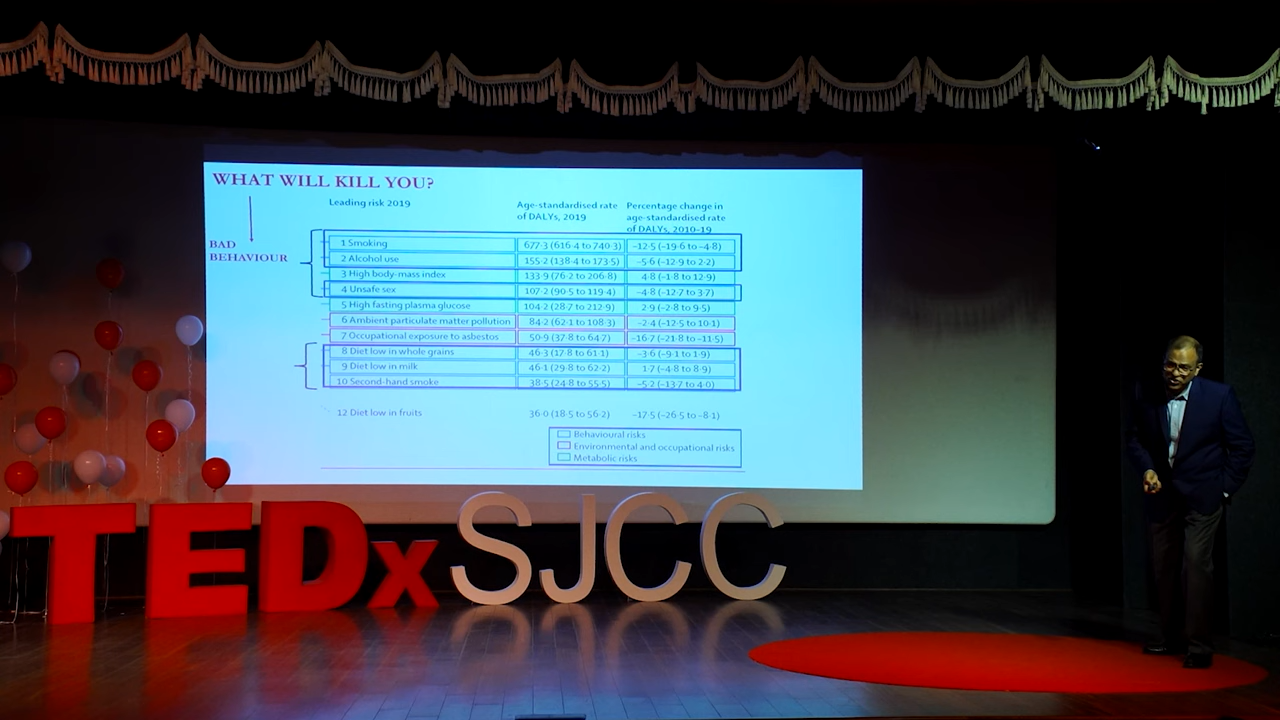 WHAT WILL KILL YOU?
BAD
BEHAVIOUR
Leading risk 2019 Age-standardised rate of DALYs, 2019 Percentage change in age-standardised rate of DALYs, 2010-19
1 Smoking 677·3 (616·4 to 740·3) –12·5 (–19·6 to –4·8)
2 Alcohol use 155·2 (138·4 to 173·5) –5·6 (–12·9 to 2·2)
3 High body-mass index 133·9 (76·2 to 206·8) 4·8 (–1·8 to 12·9)
4 Unsafe sex 107·2 (90·5 to 119·4) –4·8 (–12·7 to 3·7)
5 High fasting plasma glucose 104·2 (28·7 to 212·9) 2·9 (–2·8 to 9·5)
6 Ambient particulate matter pollution 84·2 (62·1 to 108·3) –2·4 (–12·5 to 10·1)
7 Occupational exposure to asbestos 50·9 (37·8 to 64·7) –16·7 (–21·8 to –11·5)
8 Diet low in whole grains 46·3 (17·8 to 61·1) –3·6 (–9·1 to 1·9)
9 Diet low in milk 46·1 (29·8 to 62·2) 1·7 (–4·8 to 8·9)
10 Second-hand smoke 38·5 (24·8 to 55·5) –5·2 (–13·7 to 4·0)
12 Diet low in fruits 36·0 (18·5 to 56·2) –17·5 (–26·5 to –8·1)
Behavioural risks
Environmental and occupational risks
Metabolic risks
TEDxSJCC